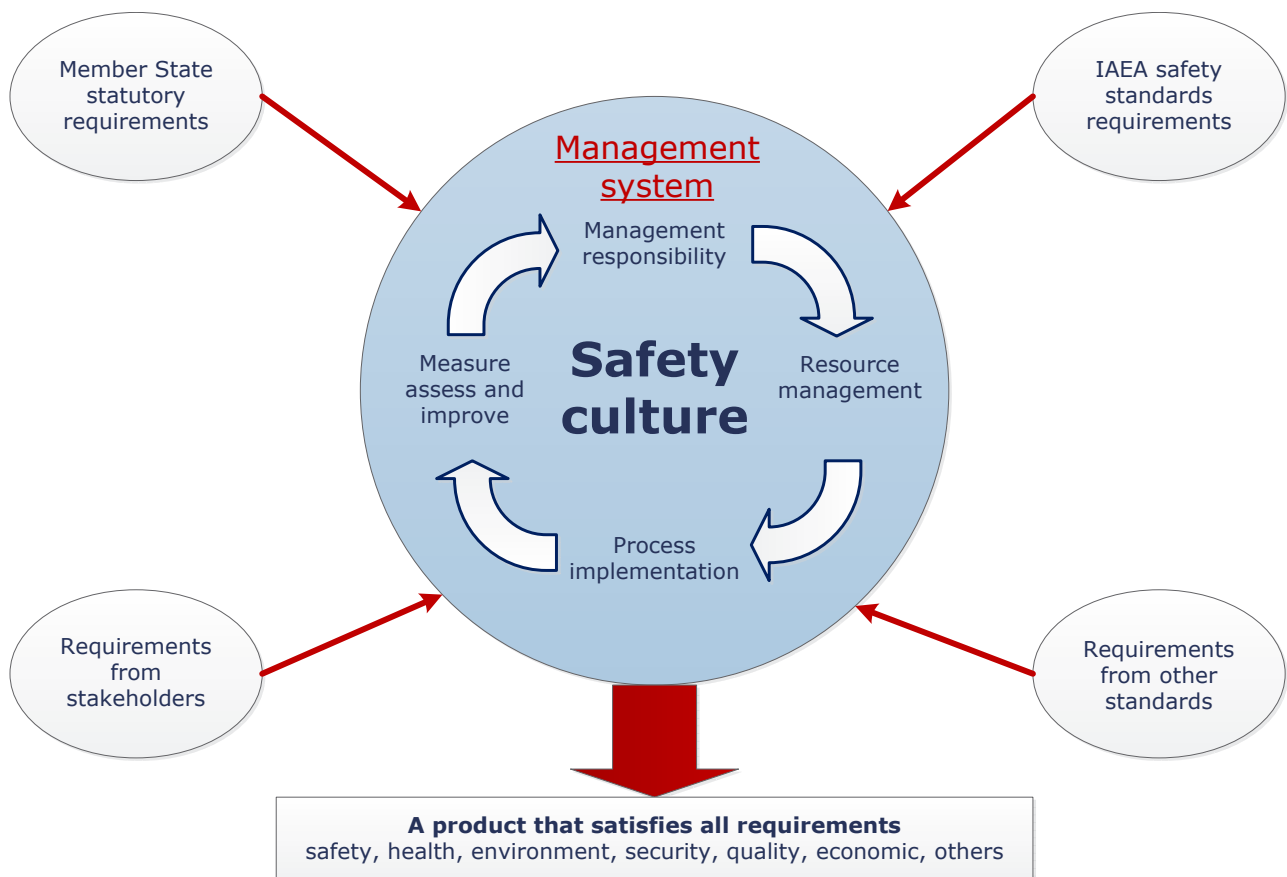 Member State
statutory
requirements
IAEA safety
standards
requirements
Management
system
Management
responsibility
Measure
assess and
improve
Safety
culture
Resource
management
Process
implementation
Requirements
from
stakeholders
Requirements
from other
standards
A product that satisfies all requirements
safety, health, environment, security, quality, economic, others